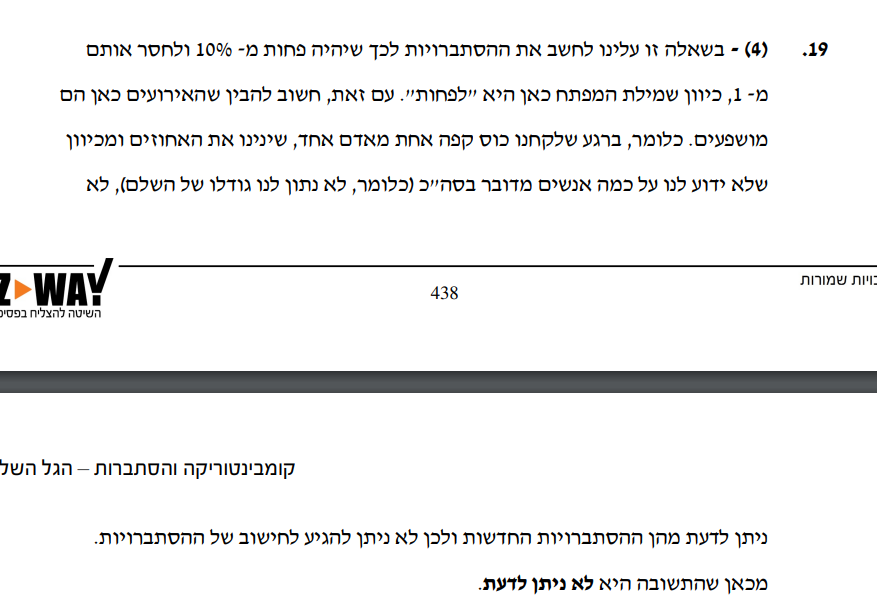 19. (4) - בשאלה זו עלינו לחשב את ההסתברויות לכך שיהיה פחות מ- 10% ולחסר אותם
מ- 1, כיוון שמילת המפתח כאן היא "לפחות". עם זאת, חשוב להבין שהאירועים כאן הם
מושפעים. כלומר, ברגע שלקחנו כוס קפה אחת מאדם אחד, שינינו את האחוזים ומכיוון
שלא ידוע לנו על כמה אנשים מדובר בסה"כ (כלומר, לא נתון לנו גודלו של השלם), לא
Z WAY
השיטה להצליח
438
שמורות
קומבינטוריקה והסתברות – הגל
ניתן לדעת מהן ההסתברויות החדשות ולכן לא ניתן להגיע לחישוב של ההסתברויות.
מכאן שהתשובה היא לא ניתן לדעת.